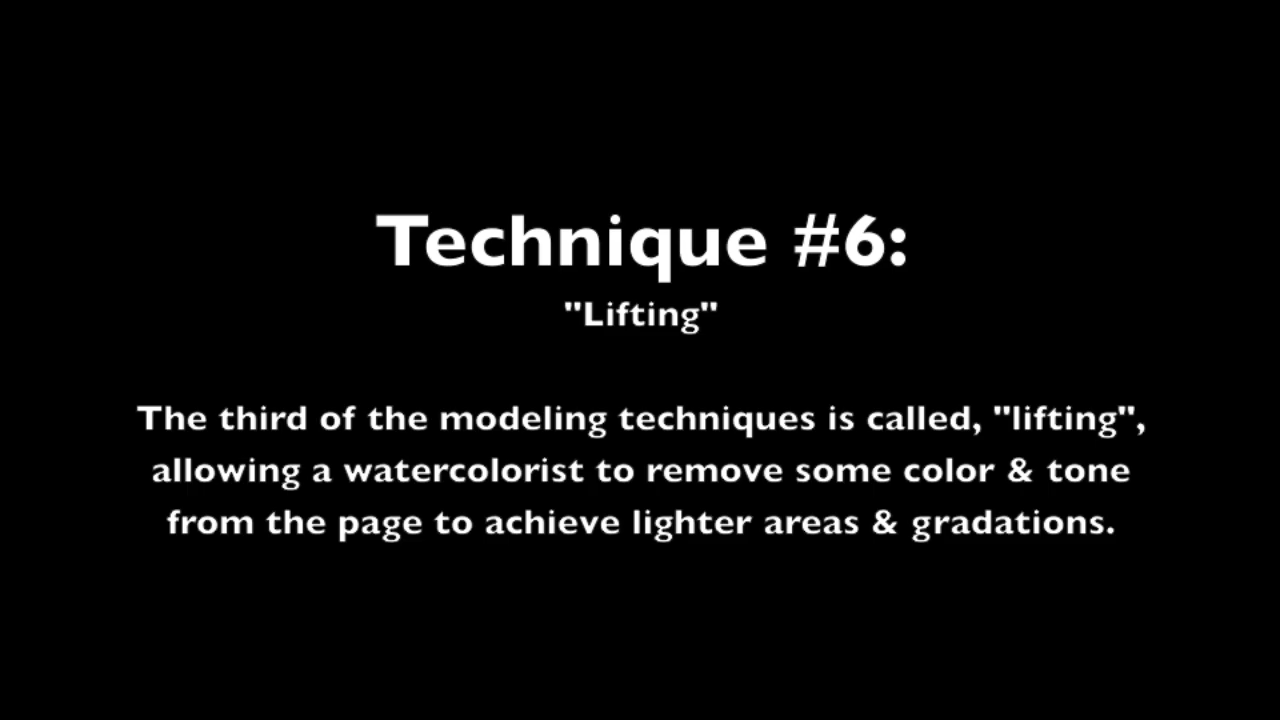 Technique #6:
"Lifting"
The third of the modeling techniques is called, "lifting",
allowing a watercolorist to remove some color & tone
from the page to achieve lighter areas & gradations.